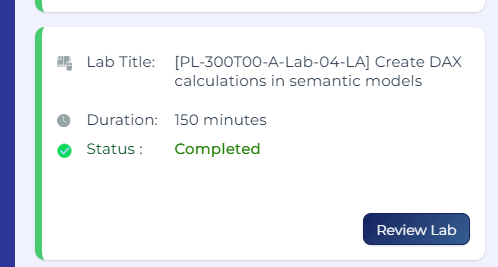 Lab Title: [PL-300T00-A-Lab-04-LA] Create DAX
calculations in semantic models
Duration: 150 minutes
Status : Completed
Review Lab